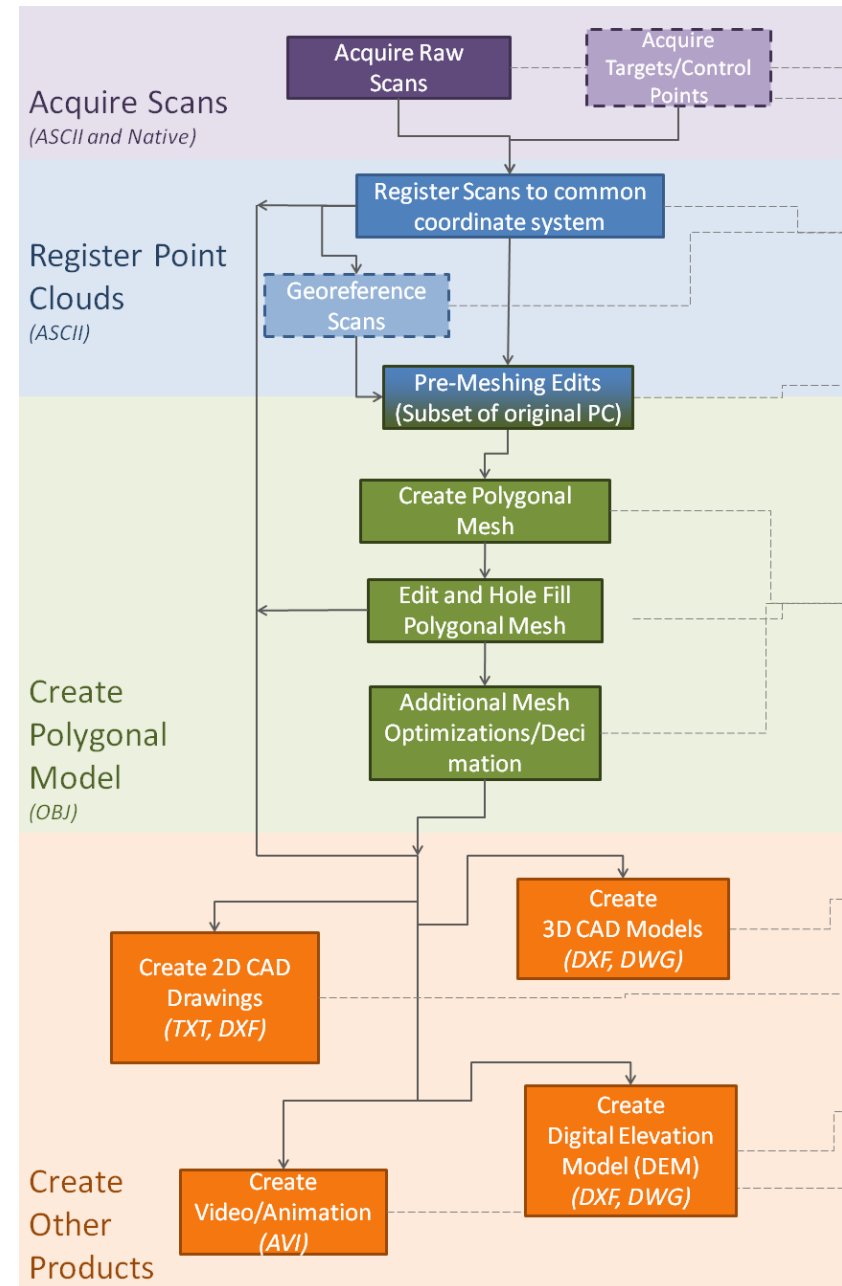 Acquire Scans
(ASCII and Native)
Acquire Raw
Scans
Acquire
Targets/Control
Points
Register Point
Clouds
(ASCII)
Register Scans to common
coordinate system
Georeference
Scans
Pre-Meshing Edits
(Subset of original PC)
Create
Polygonal
Model
(OBJ)
Create Polygonal
Mesh
Edit and Hole Fill
Polygonal Mesh
Additional Mesh
Optimizations/Deci
mation
Create
3D CAD Models
(DXF, DWG)
Create 2D CAD
Drawings
(TXT, DXF)
Create
Digital Elevation
Model (DEM)
(DXF, DWG)
Create
Video/Animation
(AVI)
Create
Other
Products